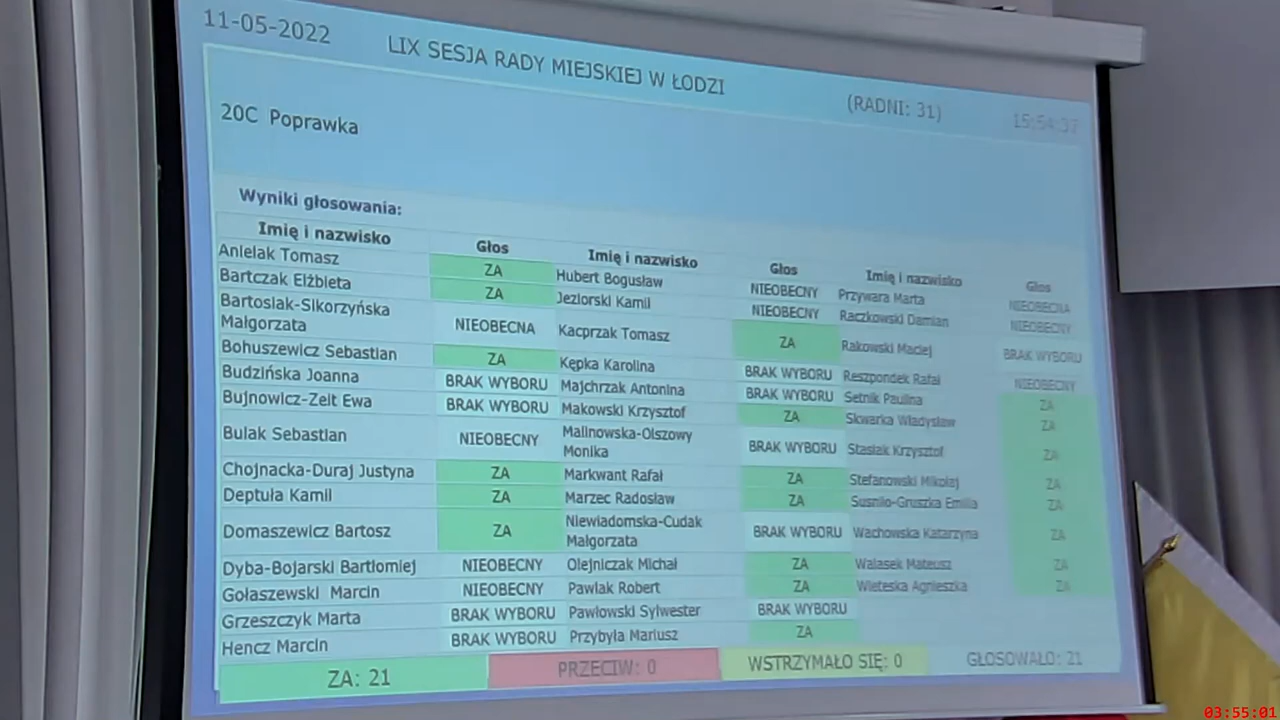 11-05-2022
LIX SESJA RADY MIEJSKIEJ W ŁODZI
(RADNI: 31)
15:54:37
20C Poprawka
Wyniki głosowania:
Imię i nazwisko Głos Imię i nazwisko Głos Imię i nazwisko Głos
Anielak Tomasz ZA Hubert Bogusław NIEOBECNY Przywara Marta NIEOBECNA
Bartczak Elżbieta ZA Jeziorski Kamil NIEOBECNY Raczkowski Damian NIEOBECNY
Bartosiak-Sikorzyńska
Małgorzata NIEOBECNA Kacprzak Tomasz ZA Rakowski Maciej BRAK WYBORU
Bohuszewicz Sebastian ZA Kępka Karolina BRAK WYBORU Reszpondek Rafał NIEOBECNY
Budzińska Joanna BRAK WYBORU Majchrzak Antonina BRAK WYBORU Setnik Paulina ZA
Bujnowicz-Zelt Ewa BRAK WYBORU Makowski Krzysztof ZA Skwarka Władysław ZA
Bulak Sebastian NIEOBECNY Malinowska-Olszowy
Monika BRAK WYBORU Stasiak Krzysztof ZA
Chojnacka-Duraj Justyna ZA Markwant Rafał ZA Stefanowski Mikołaj ZA
Deptuła Kamil ZA Marzec Radosław ZA Susniło-Gruszka Emilia ZA
Domaszewicz Bartosz ZA Niewiadomska-Cudak
Małgorzata BRAK WYBORU Wachowska Katarzyna ZA
Dyba-Bojarski Bartłomiej NIEOBECNY Olejniczak Michał ZA Walasek Mateusz ZA
Gołaszewski Marcin NIEOBECNY Pawlak Robert ZA Wieteska Agnieszka ZA
Grzeszczyk Marta BRAK WYBORU Pawłowski Sylwester BRAK WYBORU
Hencz Marcin BRAK WYBORU Przybyła Mariusz ZA
ZA: 21 PRZECIW: 0 WSTRZYMAŁO SIĘ: 0 GŁOSOWAŁO: 21
03:55:01